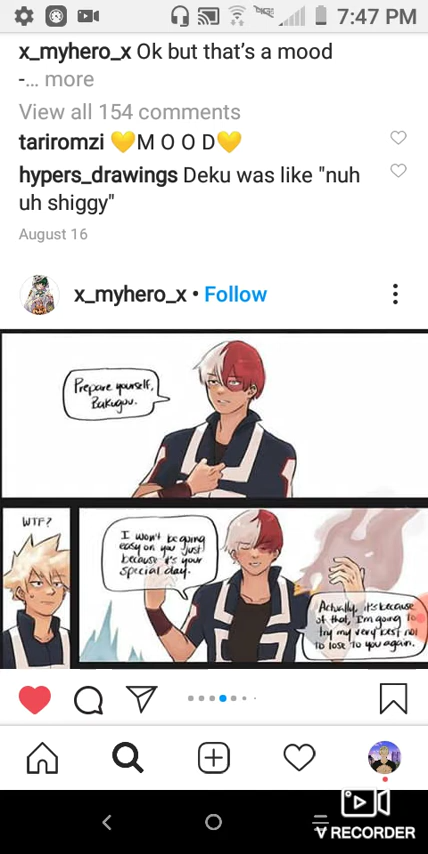 7:47 PM
x_myhero_x Ok but that's a mood
-... more
View all 154 comments
tariromzi 💛M O O D💛
hypers_drawings Deku was like "nuh
uh shiggy"
August 16
x_myhero_x • Follow
Prepare yourself,
Bakugou.
WTF?
I won't be going
easy on you just
because it's your
special day.
Actually, it's because
of that, I'm going to
try my very best not
to lose to you again.
RECORDER